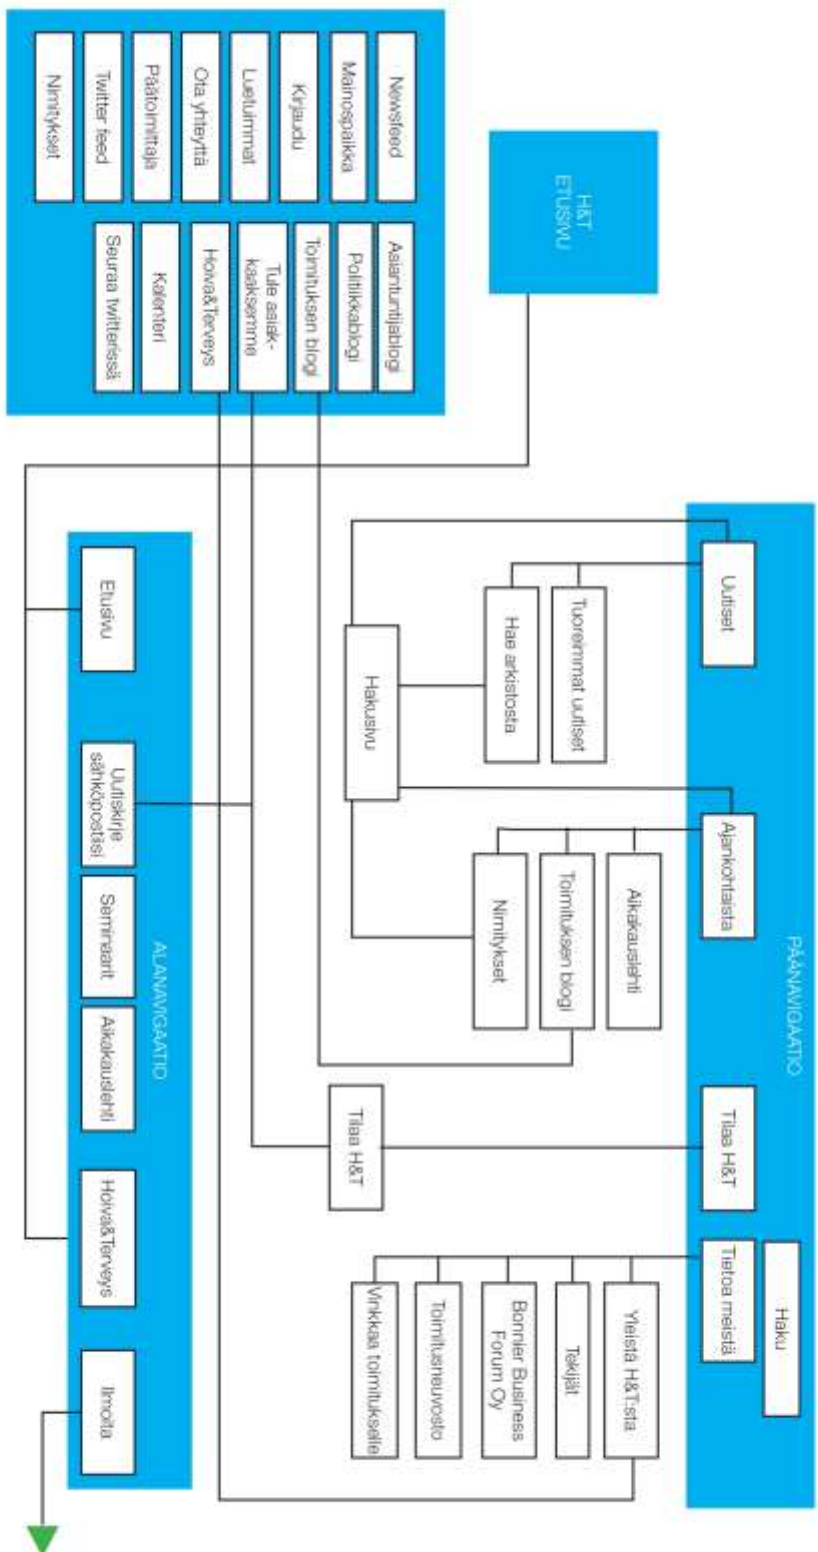 H&T
ETUSIVU
Newsfeed
Mainospaikka
Kirjaudu
Luetuimmat
Ota yhteyttä
Päätoimittaja
Twitter feed
Nimitykset
Asiantuntijablogi
Politiikkablogi
Toimituksen blogi
Tule asiak-
kaaksemme
Hoiva&Terveys
Kalenteri
Seuraa twitterissä
PÄÄNAVIGAATIO
Haku
Uutiset
Ajankohtaista
Tilaa H&T
Tietoa meistä
Tuoreimmat uutiset
Hae arkistosta
Hakusivu
Aikakauslehti
Toimituksen blogi
Nimitykset
Tilaa H&T
Yleistä H&T:sta
Tekijät
Bonnier Business
Forum Oy
Toimitusneuvosto
Vinkkaa toimitukselle
ALANAVIGAATIO
Etusivu
Uutiskirje
sähköpostiisi
Seminaarit
Aikakauslehti
Hoiva&Terveys
Ilmoita